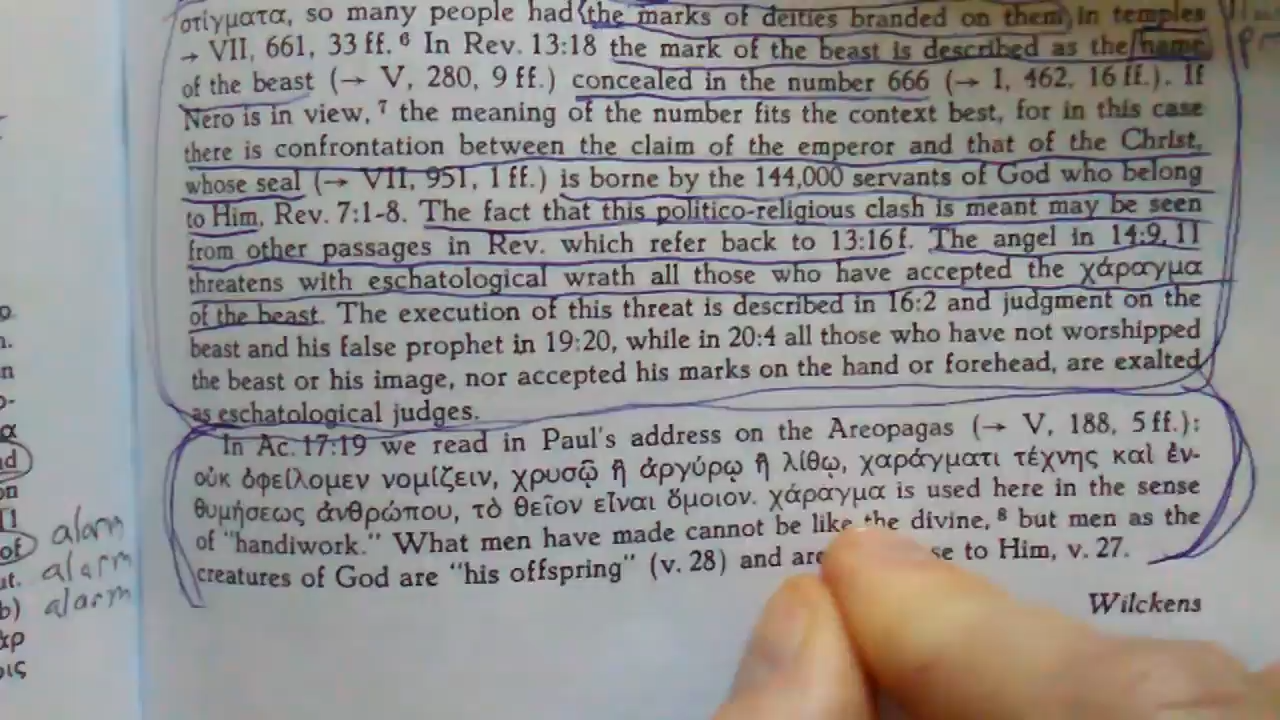 στίγματα, so many people had the marks of deities branded on them in temples
→ VII, 661, 33 ff. 6 In Rev. 13:18 the mark of the beast is described as the name
of the beast (→ V, 280, 9 ff.) concealed in the number 666 (→ I, 462, 16 ff.). If
Nero is in view, 7 the meaning of the number fits the context best, for in this case
there is confrontation between the claim of the emperor and that of the Christ,
whose seal (→ VII, 951, 1 ff.) is borne by the 144,000 servants of God who belong
to Him, Rev. 7:1-8. The fact that this politico-religious clash is meant may be seen
from other passages in Rev. which refer back to 13:16 f. The angel in 14:9, 11
threatens with eschatological wrath all those who have accepted the χάραγμα
of the beast. The execution of this threat is described in 16:2 and judgment on the
beast and his false prophet in 19:20, while in 20:4 all those who have not worshipped
the beast or his image, nor accepted his marks on the hand or forehead, are exalted
as eschatological judges.
In Ac. 17:19 we read in Paul's address on the Areopagas (→ V, 188, 5 ff.):
οὐκ ὀφείλομεν νομίζειν, χρυσῷ ἢ ἀργύρῳ ἢ λίθῳ, χαράγματι τέχνης καὶ ἐν-
θυμήσεως ἀνθρώπου, τὸ θεῖον εἶναι ὅμοιον. χάραγμα is used here in the sense
of "handiwork." What men have made cannot be like the divine, 8 but men as the
creatures of God are "his offspring" (v. 28) and are to Him, v. 27.
Wilckens
alarm
alarm
alarm